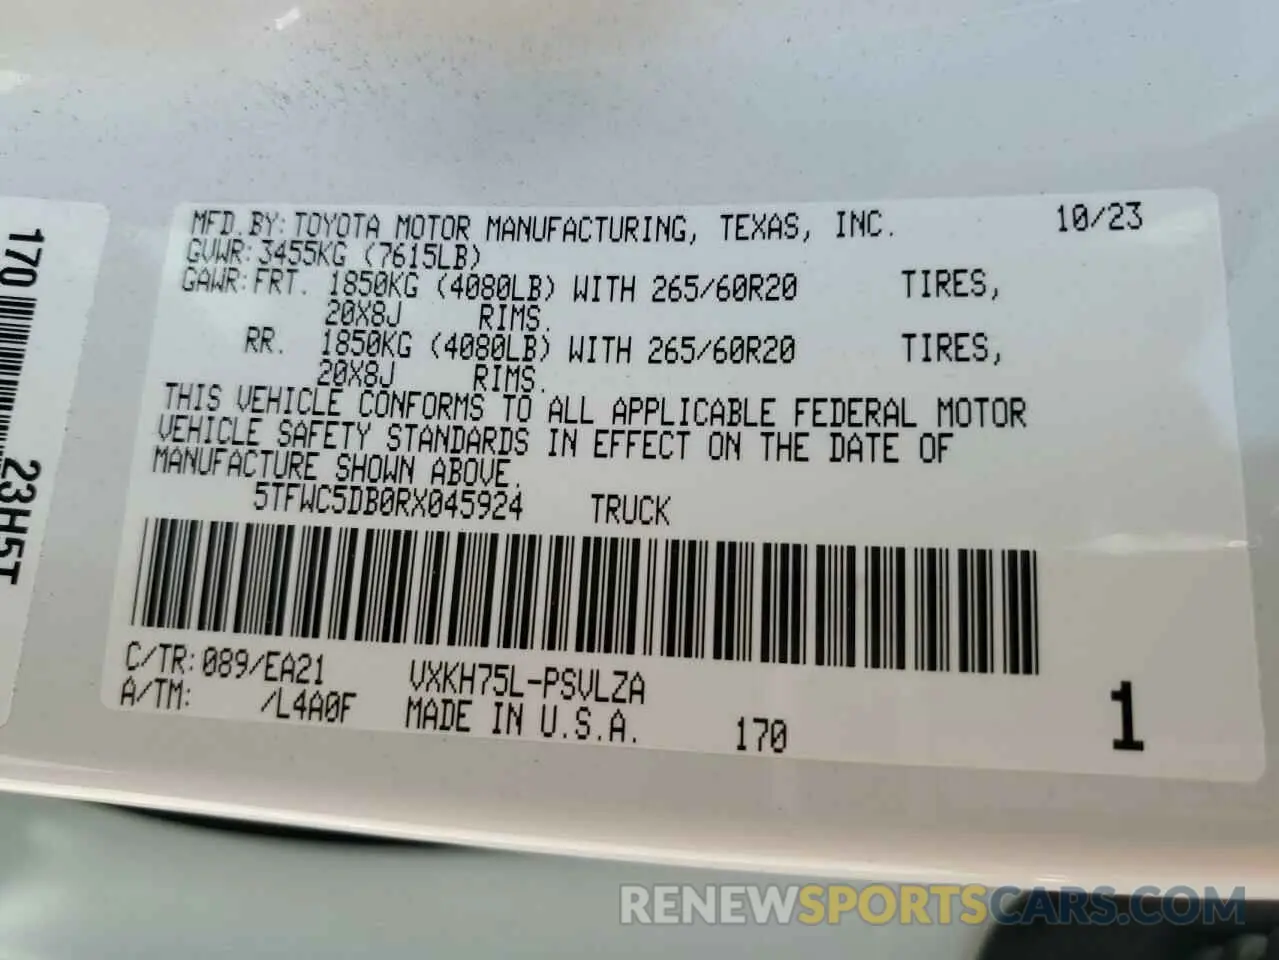 MFD. BY: TOYOTA MOTOR MANUFACTURING, TEXAS, INC. 10/23
GVWR: 3455KG (7615LB)
GAWR: FRT. 1850KG (4080LB) WITH 265/60R20 TIRES,
20X8J RIMS.
RR. 1850KG (4080LB) WITH 265/60R20 TIRES,
20X8J RIMS.
THIS VEHICLE CONFORMS TO ALL APPLICABLE FEDERAL MOTOR
VEHICLE SAFETY STANDARDS IN EFFECT ON THE DATE OF
MANUFACTURE SHOWN ABOVE.
5TFWC5DB0RX045924 TRUCK
C/TR: 089/EA21 VXKH75L-PSVLZA
A/TM: /L4A0F MADE IN U.S.A. 170
1
170
23H5T
RENEWSPORTSCARS.COM